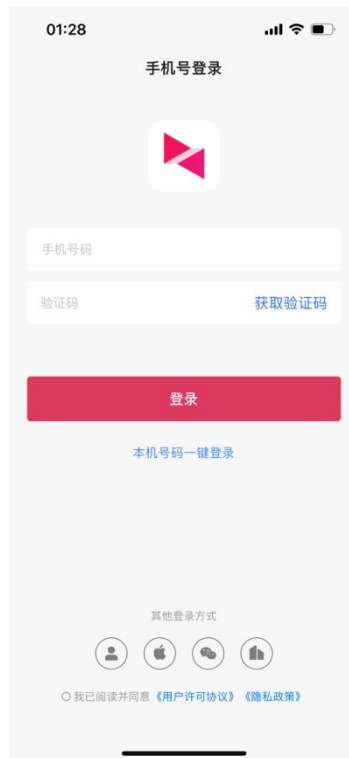 01:28
手机号登录
手机号码
验证码 获取验证码
登录
本机号码一键登录
其他登录方式
我已阅读并同意《用户许可协议》《隐私政策》